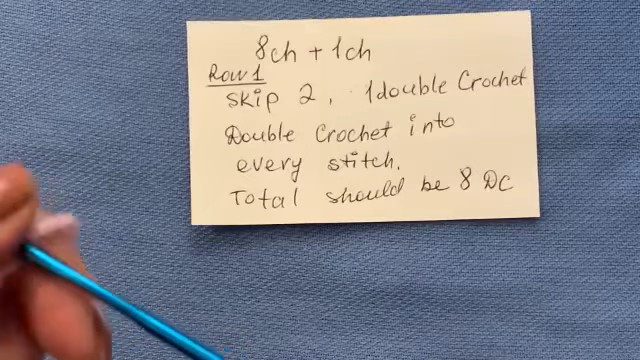 8ch + 1ch
Row 1
Skip 2, 1double Crochet
Double Crochet into
every stitch.
Total should be 8 DC